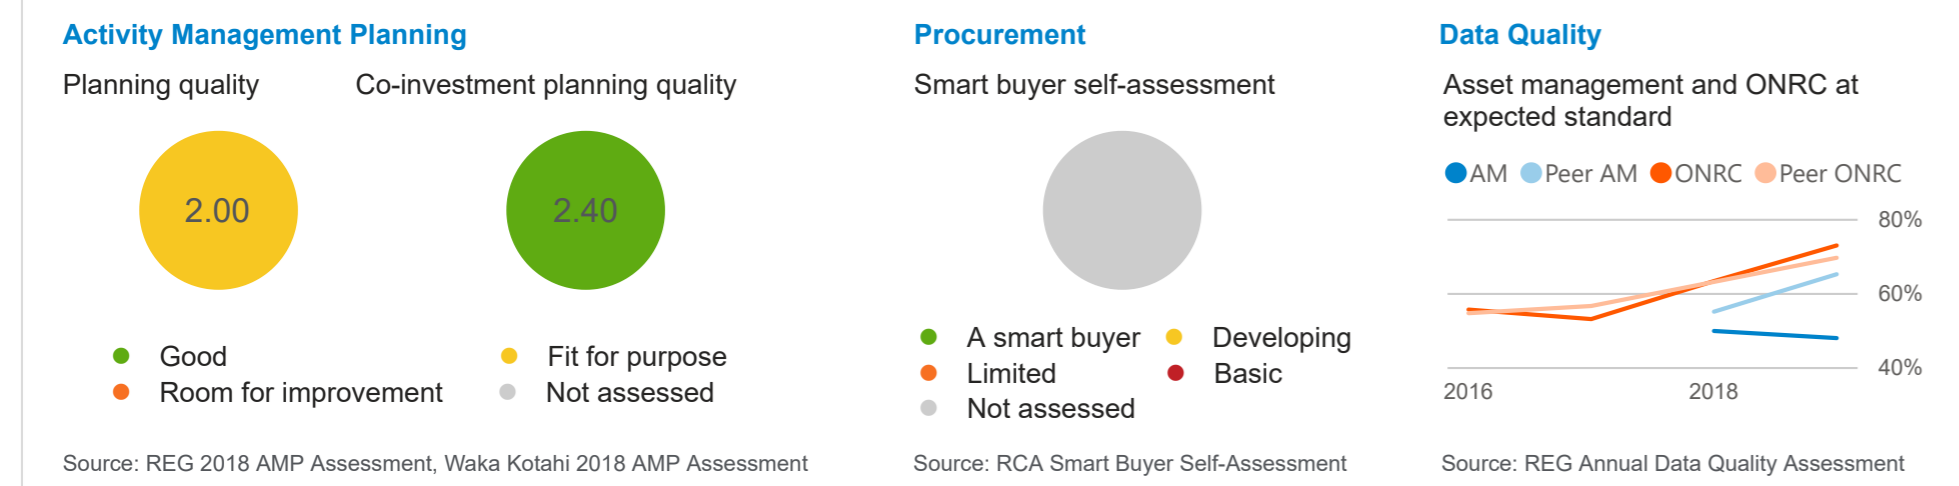 Activity Management Planning
Planning quality
Co-investment planning quality
2.00
2.40
Good
Fit for purpose
Room for improvement
Not assessed
Source: REG 2018 AMP Assessment, Waka Kotahi 2018 AMP Assessment
Procurement
Smart buyer self-assessment
A smart buyer
Developing
Limited
Basic
Not assessed
Source: RCA Smart Buyer Self-Assessment
Data Quality
Asset management and ONRC at
expected standard
AM Peer AM ONRC Peer ONRC
80%
60%
40%
2016 2018
Source: REG Annual Data Quality Assessment